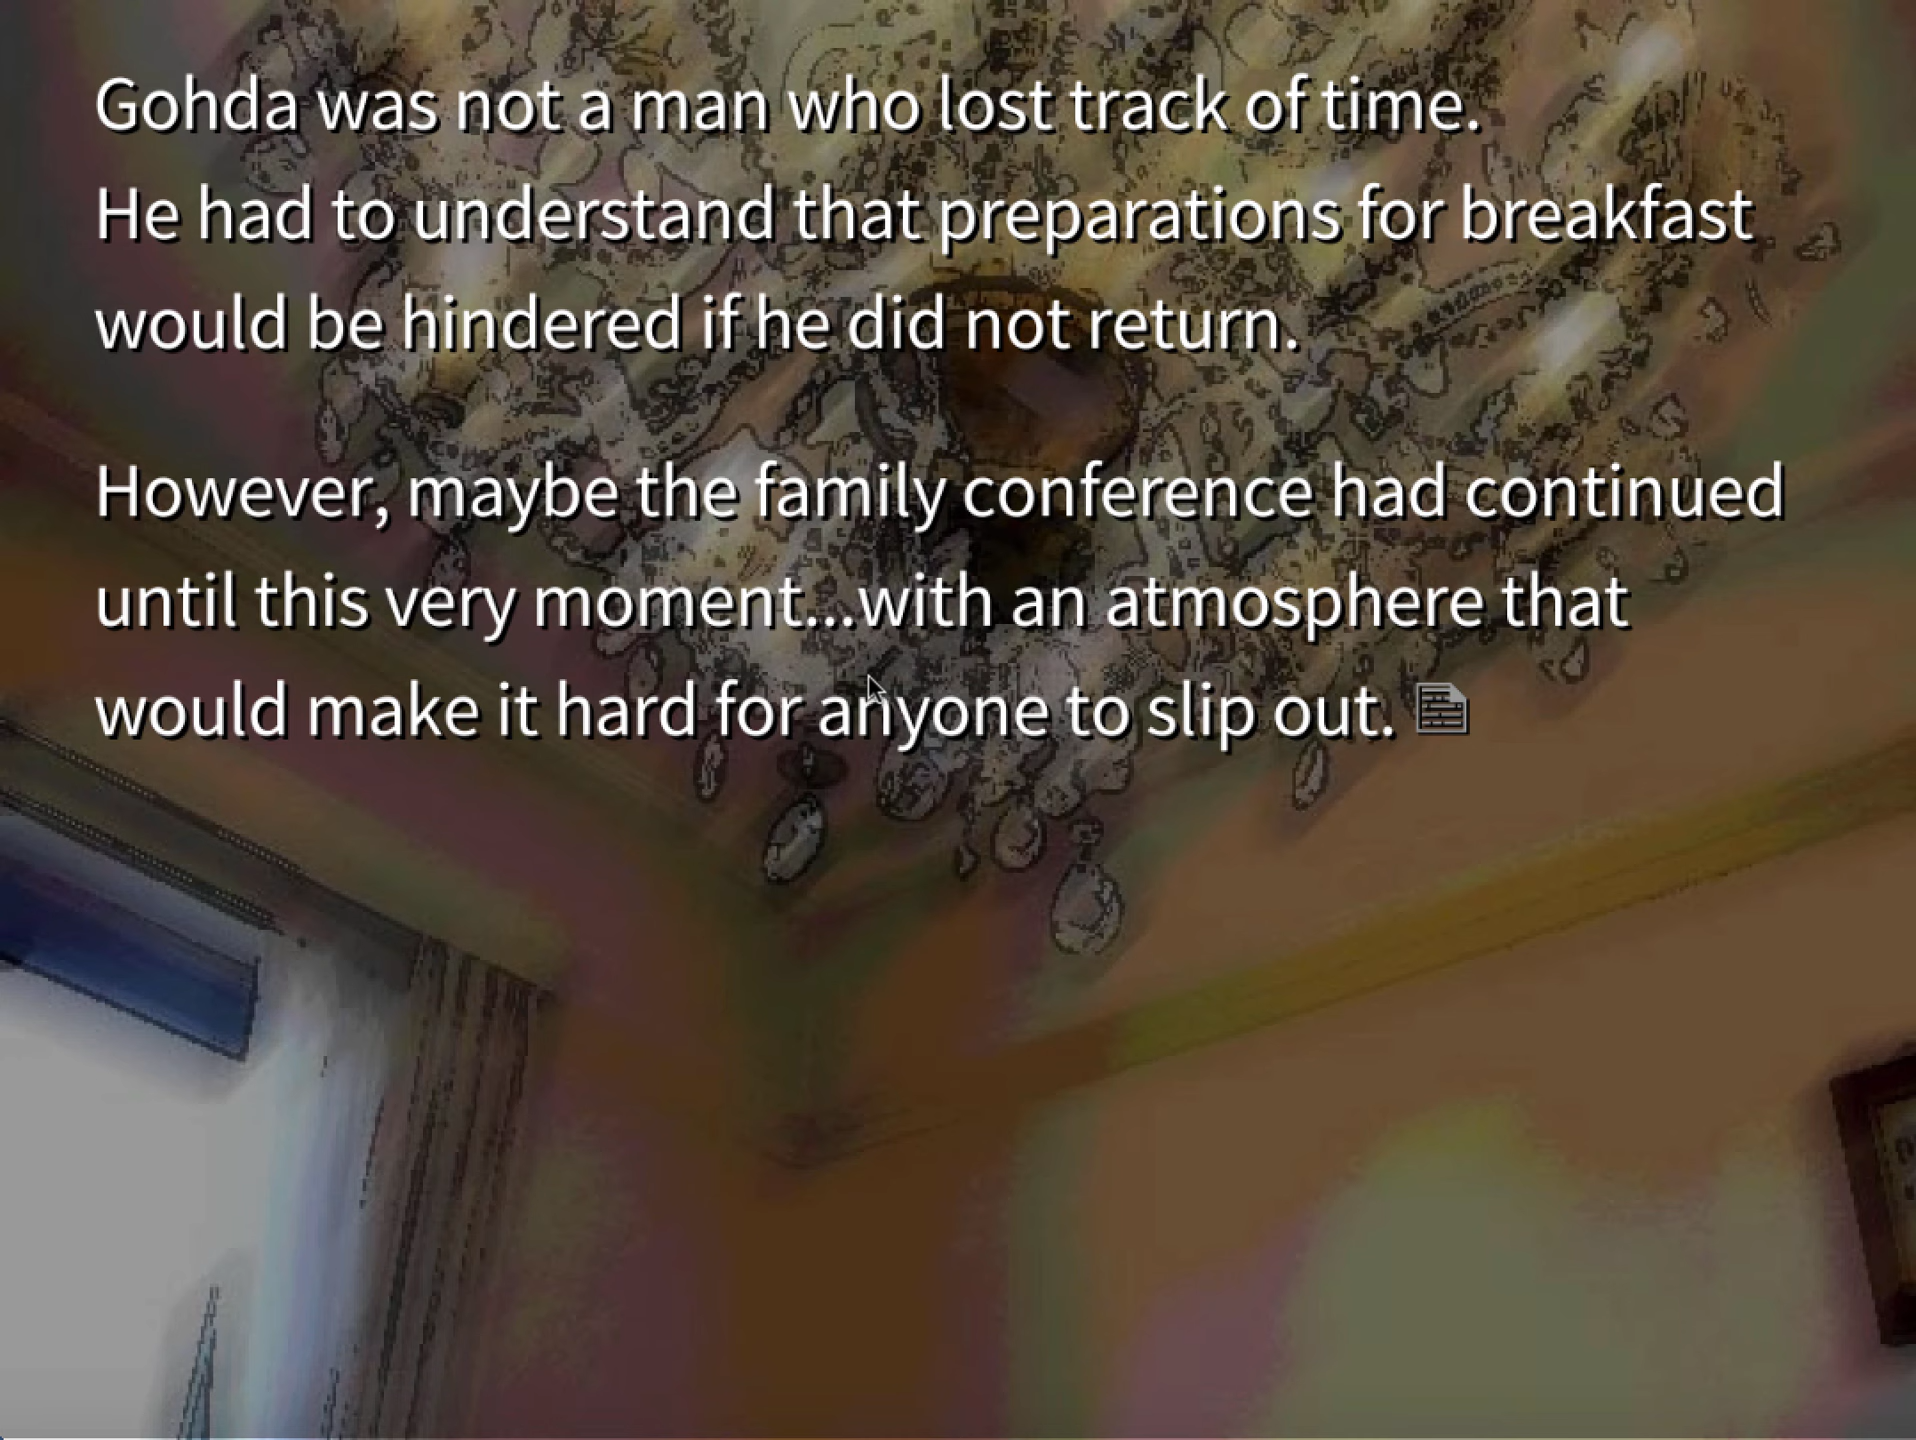 Gohda was not a man who lost track of time.
He had to understand that preparations for breakfast
would be hindered if he did not return.
However, maybe the family conference had continued
until this very moment...with an atmosphere that
would make it hard for anyone to slip out.